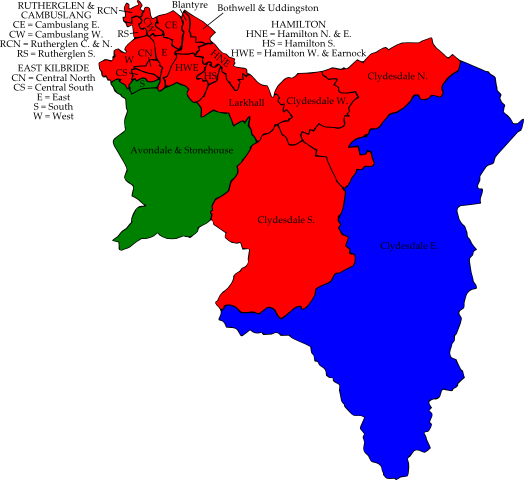 RUTHERGLEN &
CAMBUSLANG
CE = Cambuslang E.
CW = Cambuslang W.
RCN = Rutherglen C. & N.
RS = Rutherglen S.
EAST KILBRIDE
CN = Central North
CS = Central South
E = East
S = South
W = West
RCN
RS
Blantyre
Bothwell & Uddingston
HAMILTON
HNE = Hamilton N. & E.
HS = Hamilton S.
HWE = Hamilton W. & Earnock
CW
CE
CN
E
W
CS
S
HWE
HNE
HS
Larkhall
Clydesdale W.
Clydesdale N.
Avondale & Stonehouse
Clydesdale S.
Clydesdale E.